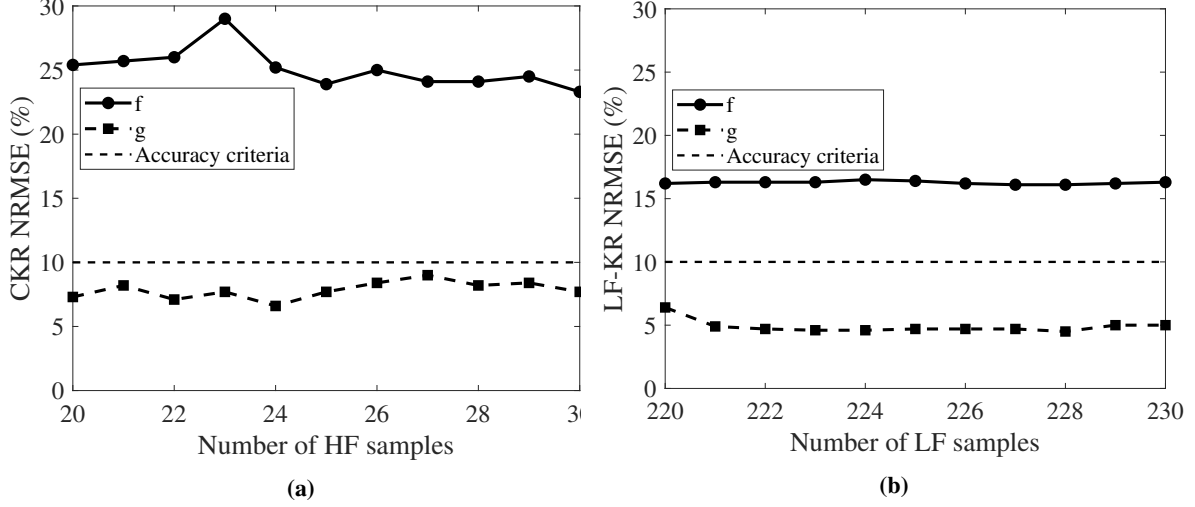 30
25
20
15
10
5
0
CKR NRMSE (%)
f
g
Accuracy criteria
20 22 24 26 28 30
Number of HF samples
(a)
30
25
20
15
10
5
0
LF-KR NRMSE (%)
f
g
Accuracy criteria
220 222 224 226 228 230
Number of LF samples
(b)